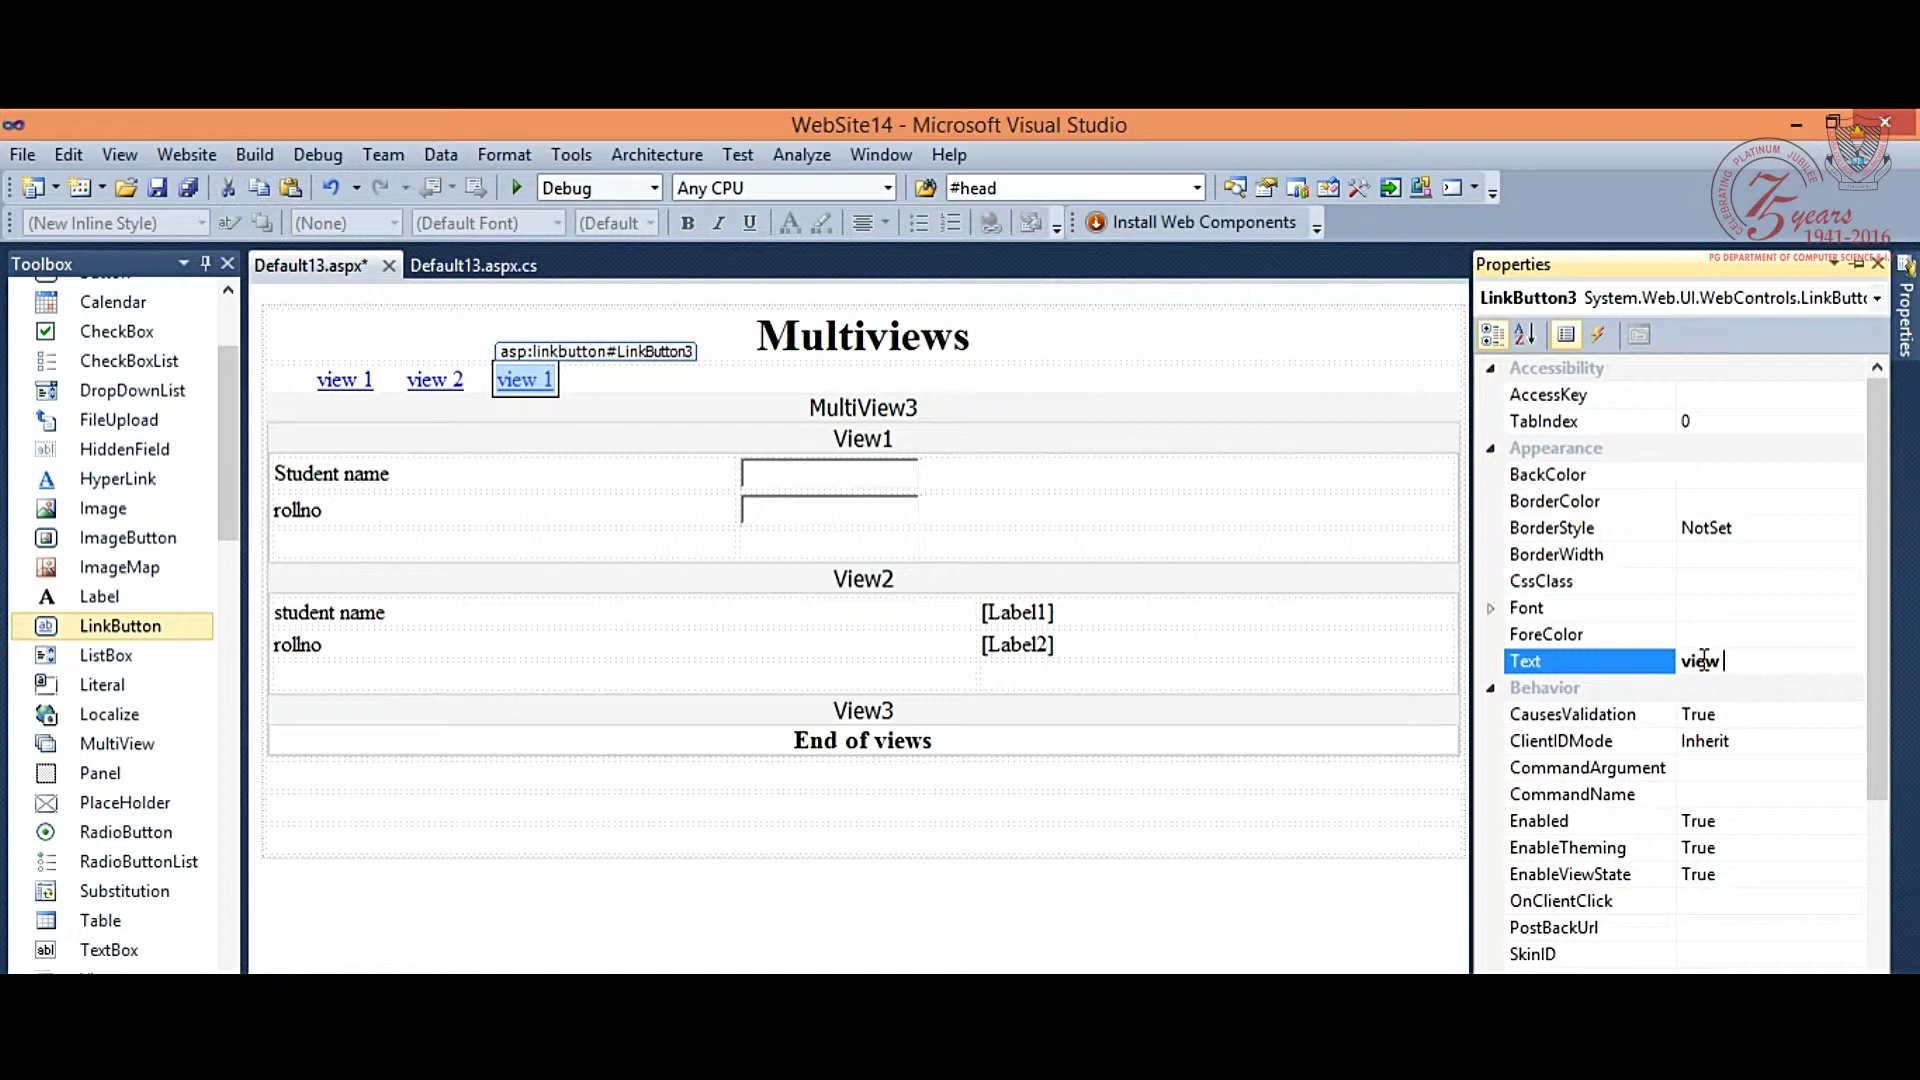 WebSite14 - Microsoft Visual Studio
File Edit View Website Build Debug Team Data Format Tools Architecture Test Analyze Window Help
Debug Any CPU #head
(New Inline Style) (None) (Default Font) (Default B I U Install Web Components
CELEBRATING PLATINUM JUBILEE
75 years
1941-2016
PG DEPARTMENT OF COMPUTER SCIENCE & I.
Toolbox
Calendar
CheckBox
CheckBoxList
DropDownList
FileUpload
HiddenField
HyperLink
Image
ImageButton
ImageMap
Label
LinkButton
ListBox
Literal
Localize
MultiView
Panel
PlaceHolder
RadioButton
RadioButtonList
Substitution
Table
TextBox
Default13.aspx* Default13.aspx.cs
Multiviews
asp:linkbutton#LinkButton3
view 1 view 2 view 1
MultiView3
View1
Student name
rollno
View2
student name [Label1]
rollno [Label2]
View3
End of views
Properties
LinkButton3 System.Web.UI.WebControls.LinkButto
Accessibility
AccessKey
TabIndex 0
Appearance
BackColor
BorderColor
BorderStyle NotSet
BorderWidth
CssClass
Font
ForeColor
Text view
Behavior
CausesValidation True
ClientIDMode Inherit
CommandArgument
CommandName
Enabled True
EnableTheming True
EnableViewState True
OnClientClick
PostBackUrl
SkinID
Properties